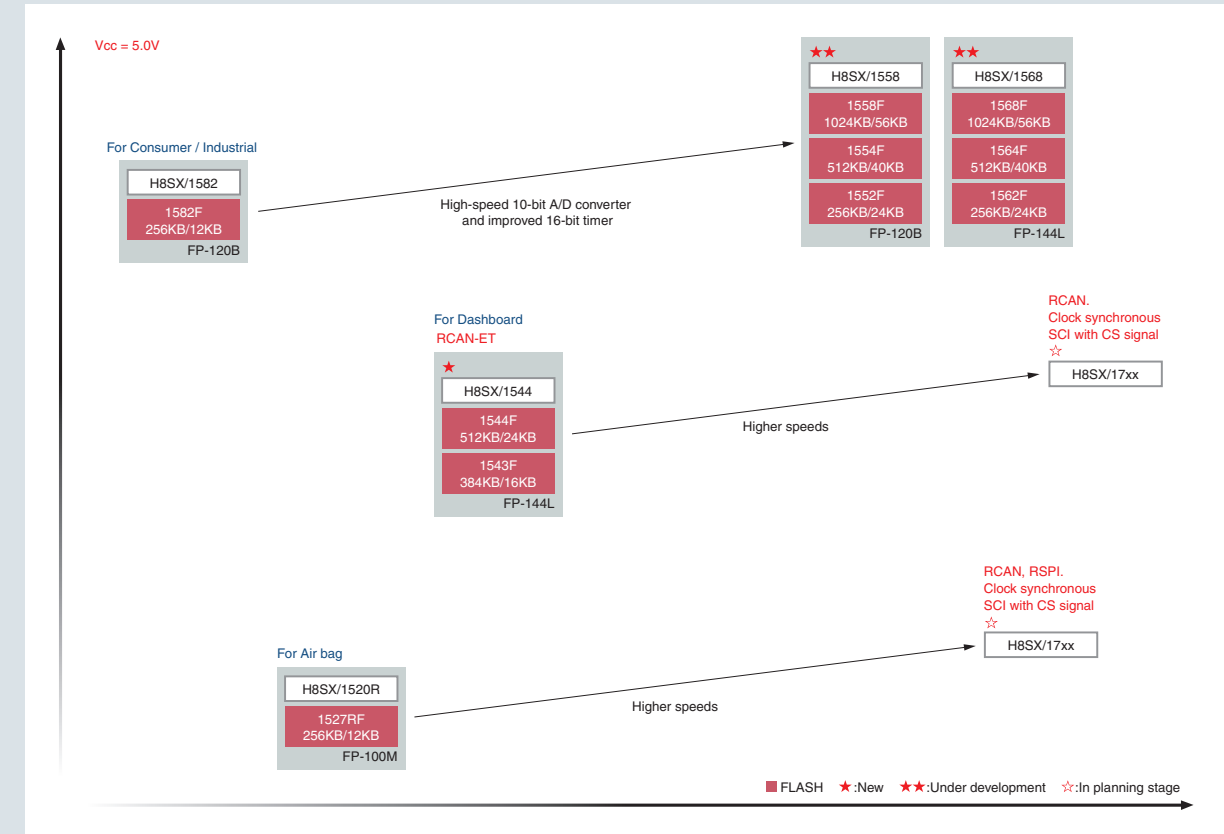 Vcc = 5.0V
For Consumer / Industrial
H8SX/1582
1582F
256KB/12KB
FP-120B
High-speed 10-bit A/D converter
and improved 16-bit timer
★★
H8SX/1558
1558F
1024KB/56KB
1554F
512KB/40KB
1552F
256KB/24KB
FP-120B
★★
H8SX/1568
1568F
1024KB/56KB
1564F
512KB/40KB
1562F
256KB/24KB
FP-144L
For Dashboard
RCAN-ET
★
H8SX/1544
1544F
512KB/24KB
1543F
384KB/16KB
FP-144L
Higher speeds
RCAN.
Clock synchronous
SCI with CS signal
☆
H8SX/17xx
For Air bag
H8SX/1520R
1527RF
256KB/12KB
FP-100M
Higher speeds
RCAN, RSPI.
Clock synchronous
SCI with CS signal
☆
H8SX/17xx
FLASH ★:New ★★:Under development ☆:In planning stage